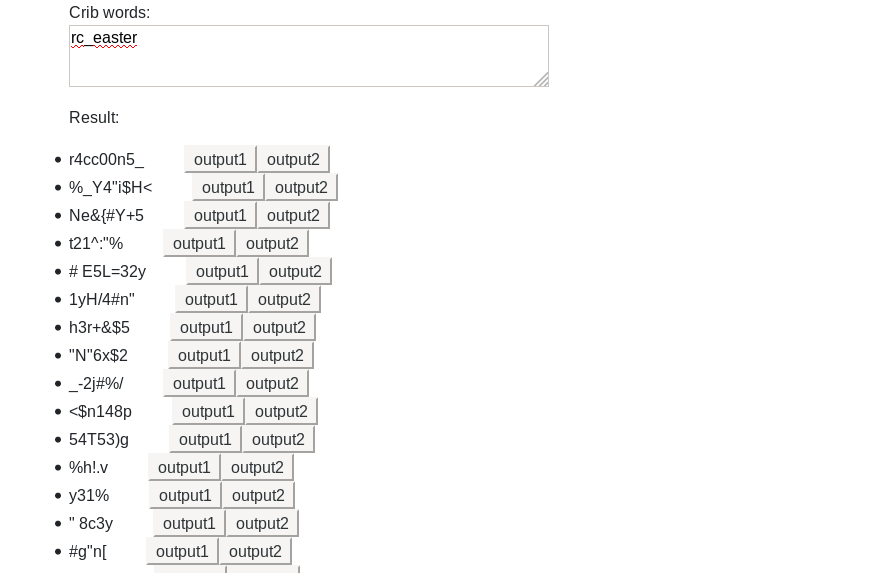 Crib words:
rc_easter
Result:
r4cc00n5_ output1 output2
%_Y4"i$H< output1 output2
Ne&{#Y+5 output1 output2
t21^:"% output1 output2
# E5L=32y output1 output2
1yH/4#n" output1 output2
h3r+&$5 output1 output2
"N"6x$2 output1 output2
_-2j#%/ output1 output2
<$n148p output1 output2
54T53)g output1 output2
%h!.v output1 output2
y31% output1 output2
" 8c3y output1 output2
#g"n[ output1 output2